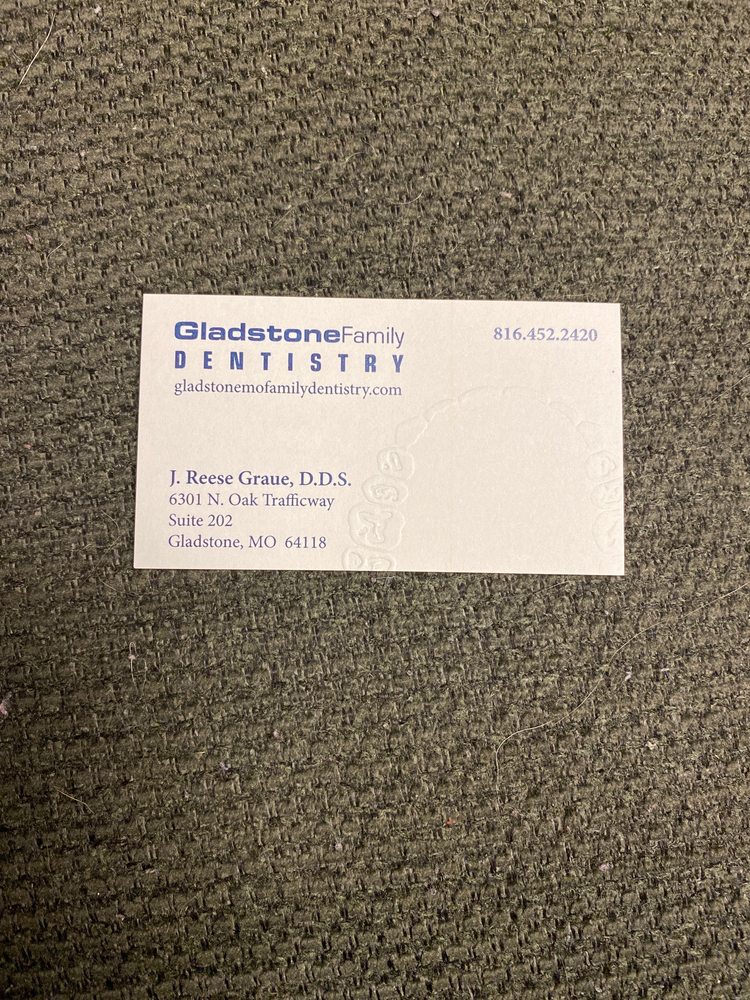 GladstoneFamily
DENTISTRY
gladstonemofamilydentistry.com
816.452.2420
J. Reese Graue, D.D.S.
6301 N. Oak Trafficway
Suite 202
Gladstone, MO 64118